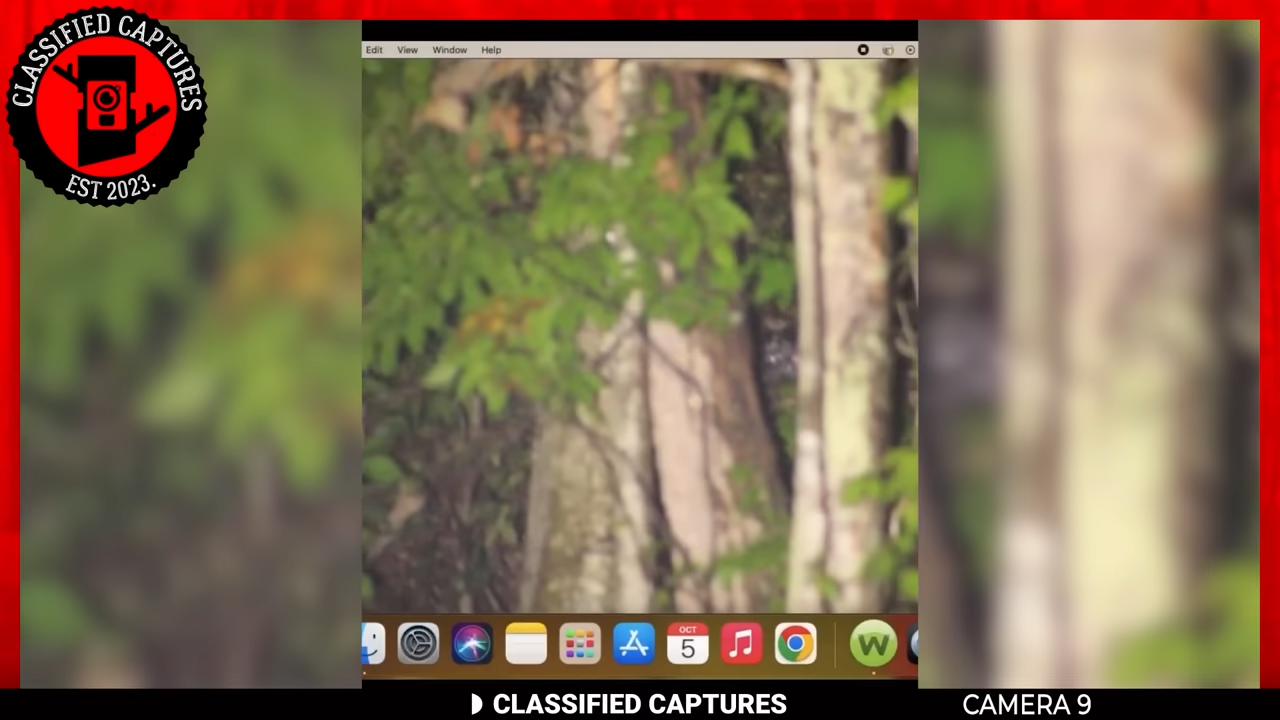 CLASSIFIED CAPTURES
EST 2023.
Edit View Window Help
OCT
5
W
CLASSIFIED CAPTURES
CAMERA 9